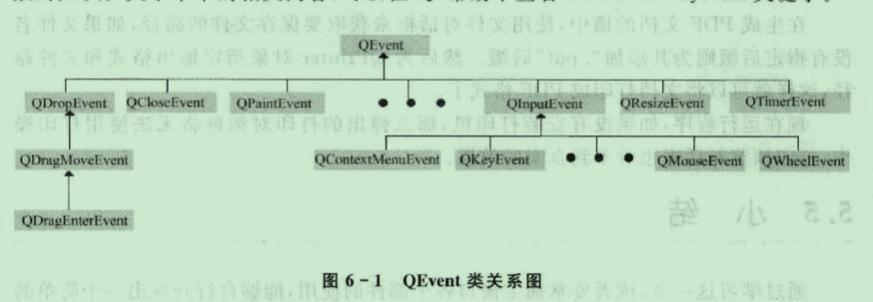 QEvent
QDropEvent QCloseEvent QPaintEvent QInputEvent QResizeEvent QTimerEvent
QDragMoveEvent QContextMenuEvent QKeyEvent QMouseEvent QWheelEvent
QDragEnterEvent
图 6-1 QEvent 类关系图